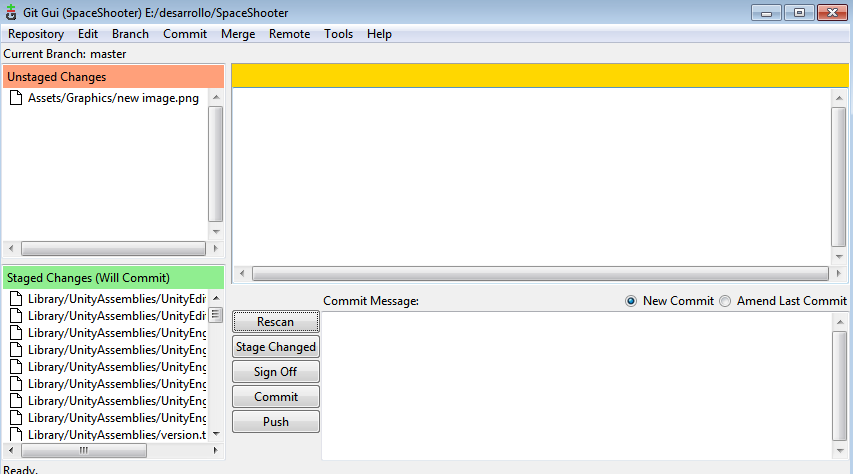 Git Gui (SpaceShooter) E:/desarrollo/SpaceShooter
Repository Edit Branch Commit Merge Remote Tools Help
Current Branch: master
Unstaged Changes
Assets/Graphics/new image.png
Staged Changes (Will Commit)
Library/UnityAssemblies/UnityEdi
Library/UnityAssemblies/UnityEdi
Library/UnityAssemblies/UnityEng
Library/UnityAssemblies/UnityEng
Library/UnityAssemblies/UnityEng
Library/UnityAssemblies/UnityEng
Library/UnityAssemblies/UnityEng
Library/UnityAssemblies/UnityEng
Library/UnityAssemblies/version.t
Commit Message:
New Commit
Amend Last Commit
Rescan
Stage Changed
Sign Off
Commit
Push
Ready.